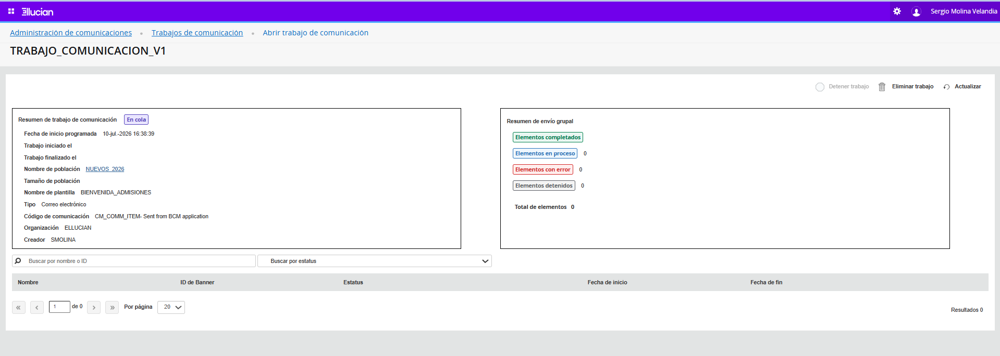 Ellucian
Sergio Molina Velandia
Administración de comunicaciones • Trabajos de comunicación • Abrir trabajo de comunicación
TRABAJO_COMUNICACION_V1
Detener trabajo Eliminar trabajo Actualizar
Resumen de trabajo de comunicación En cola
Fecha de inicio programada 10-jul.-2026 16:38:39
Trabajo iniciado el
Trabajo finalizado el
Nombre de población NUEVOS_2026
Tamaño de población
Nombre de plantilla BIENVENIDA_ADMISIONES
Tipo Correo electrónico
Código de comunicación CM_COMM_ITEM- Sent from BCM application
Organización ELLUCIAN
Creador SMOLINA
Resumen de envío grupal
Elementos completados
Elementos en proceso 0
Elementos con error 0
Elementos detenidos 0
Total de elementos 0
Buscar por nombre o ID Buscar por estatus
Nombre ID de Banner Estatus Fecha de inicio Fecha de fin
« ‹ 1 de 0 › » Por página 20
Resultados 0